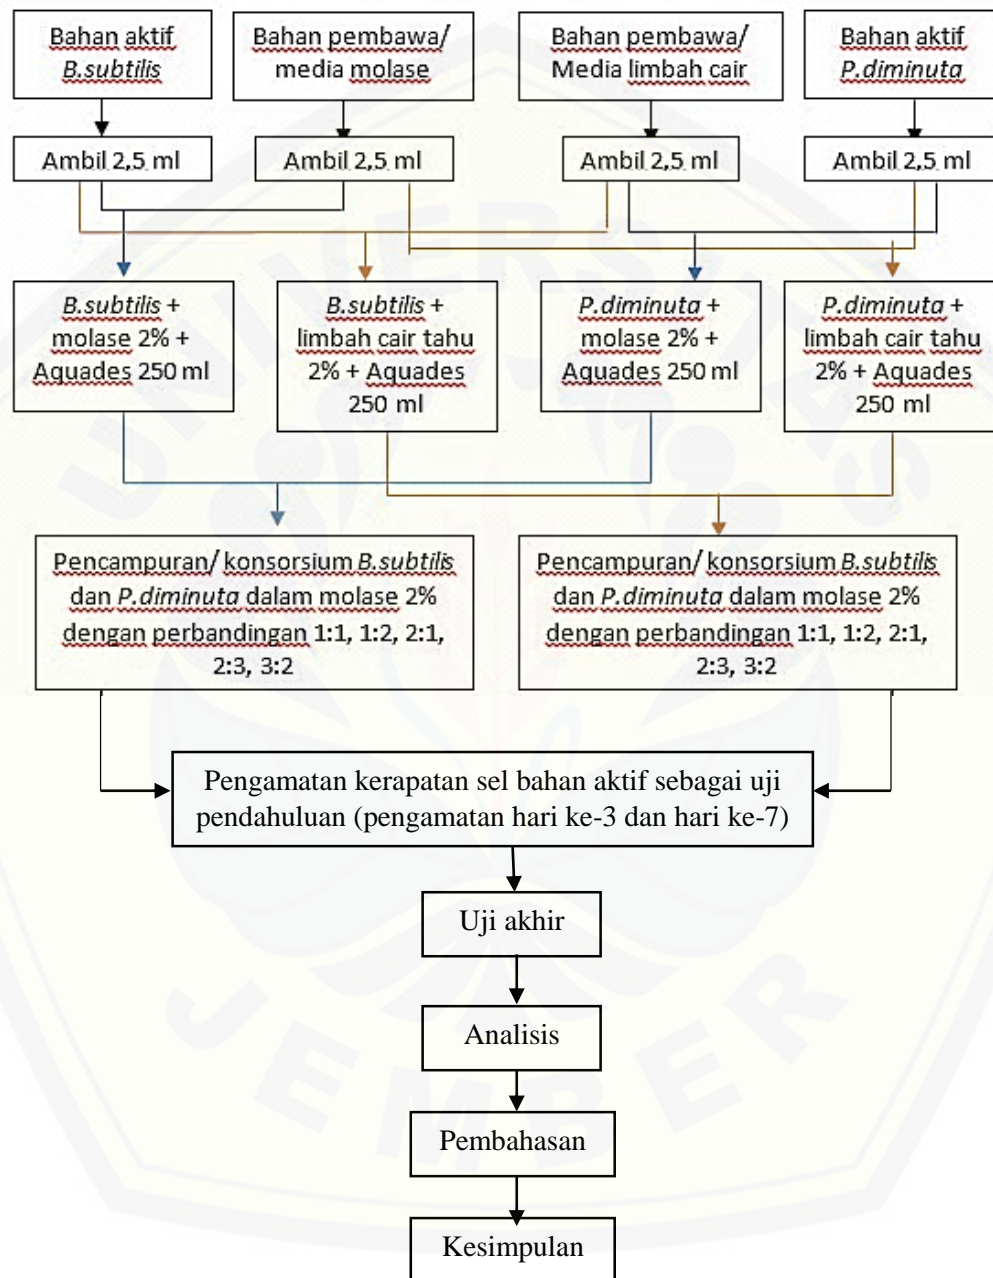 Bahan aktif
B.subtilis
Bahan pembawa/
media molase
Bahan pembawa/
Media limbah cair
Bahan aktif
P.diminuta
Ambil 2,5 ml
Ambil 2,5 ml
Ambil 2,5 ml
Ambil 2,5 ml
B.subtilis +
molase 2% +
Aquades 250 ml
B.subtilis +
limbah cair tahu
2% + Aquades
250 ml
P.diminuta +
molase 2% +
Aquades 250 ml
P.diminuta +
limbah cair tahu
2% + Aquades
250 ml
Pencampuran/ konsorsium B.subtilis
dan P.diminuta dalam molase 2%
dengan perbandingan 1:1, 1:2, 2:1,
2:3, 3:2
Pencampuran/ konsorsium B.subtilis
dan P.diminuta dalam molase 2%
dengan perbandingan 1:1, 1:2, 2:1,
2:3, 3:2
Pengamatan kerapatan sel bahan aktif sebagai uji
pendahuluan (pengamatan hari ke-3 dan hari ke-7)
Uji akhir
Analisis
Pembahasan
Kesimpulan
UNIVERSITAS
JEMBER